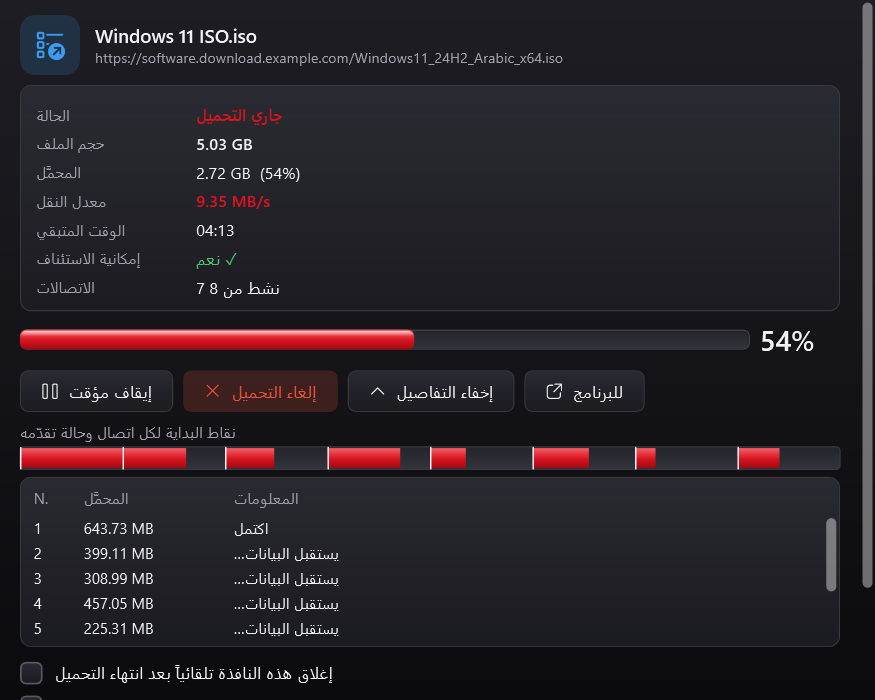 Windows 11 ISO.iso
https://software.download.example.com/Windows11_24H2_Arabic_x64.iso
الحالة جاري التحميل
حجم الملف 5.03 GB
المحمَّل 2.72 GB (54%)
معدل النقل 9.35 MB/s
الوقت المتبقي 04:13
إمكانية الاستئناف نعم ✓
الاتصالات 7 نشط من 8
54%
إيقاف مؤقت إلغاء التحميل إخفاء التفاصيل للبرنامج
نقاط البداية لكل اتصال وحالة تقدّمه
N. المحمَّل المعلومات
1 643.73 MB اكتمل
2 399.11 MB يستقبل البيانات...
3 308.99 MB يستقبل البيانات...
4 457.05 MB يستقبل البيانات...
5 225.31 MB يستقبل البيانات...
إغلاق هذه النافذة تلقائياً بعد انتهاء التحميل